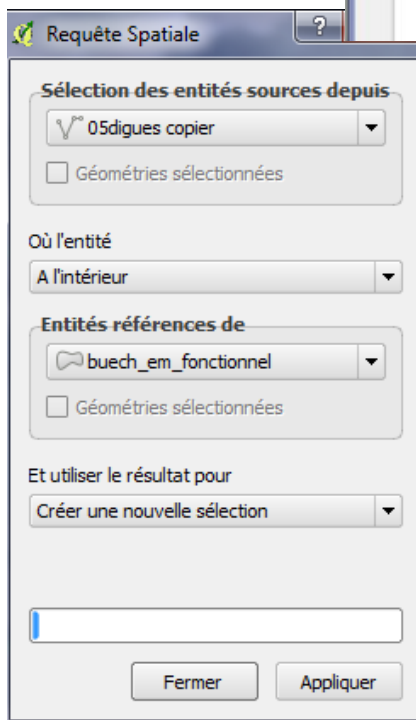 Requête Spatiale
?
Sélection des entités sources depuis
05digues copier
Géométries sélectionnées
Où l'entité
A l'intérieur
Entités références de
buech_em_fonctionnel
Géométries sélectionnées
Et utiliser le résultat pour
Créer une nouvelle sélection
Fermer
Appliquer